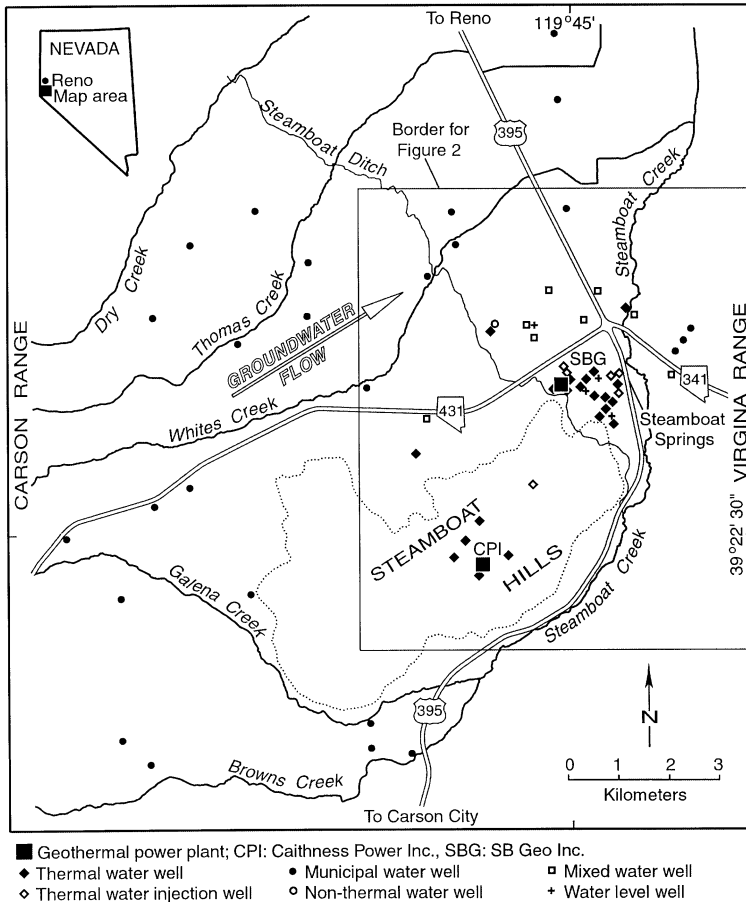 To Reno
119°45'
NEVADA
Reno
Map area
Steamboat Ditch
Border for
Figure 2
395
Steamboat Creek
Dry Creek
Thomas Creek
GROUNDWATER
FLOW
CARSON RANGE
SBG
341
Whites Creek
431
Steamboat
Springs
VIRGINA RANGE
STEAMBOAT
HILLS
CPI
39°22' 30"
Galena Creek
Steamboat Creek
395
N
Browns Creek
0 1 2 3
Kilometers
To Carson City
Geothermal power plant; CPI: Caithness Power Inc., SBG: SB Geo Inc.
Thermal water well
Municipal water well
Mixed water well
Thermal water injection well
Non-thermal water well
Water level well